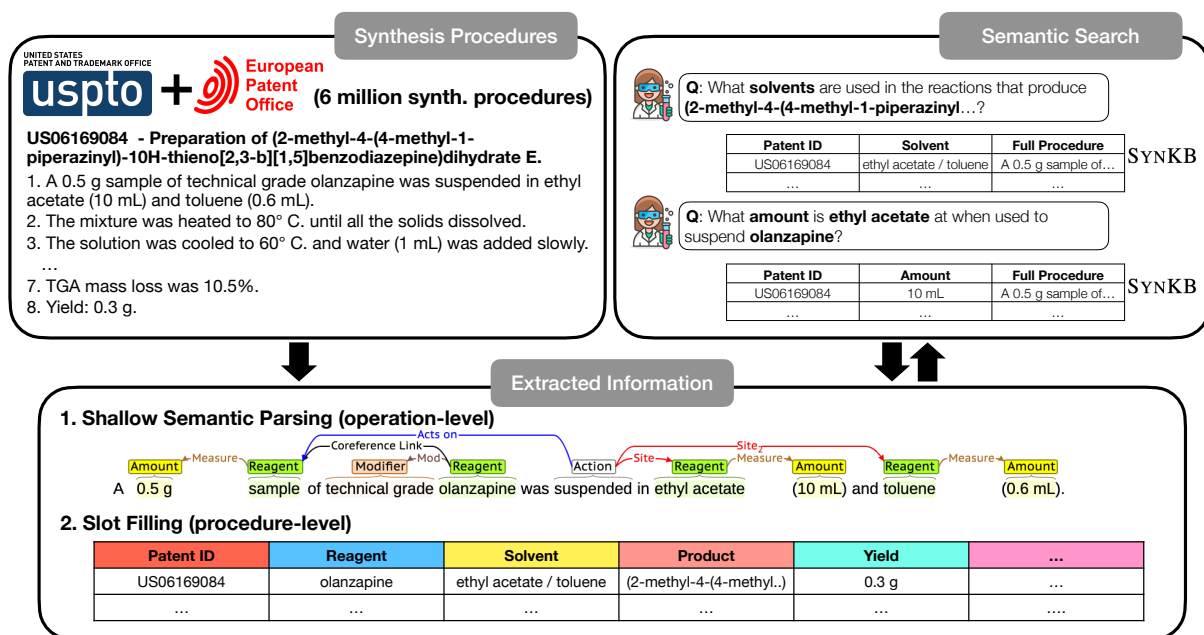 Synthesis Procedures
UNITED STATES
PATENT AND TRADEMARK OFFICE
uspto
+
European
Patent
Office
(6 million synth. procedures)
US06169084 - Preparation of (2-methyl-4-(4-methyl-1-
piperazinyl)-10H-thieno[2,3-b][1,5]benzodiazepine)dihydrate E.
1. A 0.5 g sample of technical grade olanzapine was suspended in ethyl
acetate (10 mL) and toluene (0.6 mL).
2. The mixture was heated to 80° C. until all the solids dissolved.
3. The solution was cooled to 60° C. and water (1 mL) was added slowly.
…
7. TGA mass loss was 10.5%.
8. Yield: 0.3 g.
Semantic Search
Q: What solvents are used in the reactions that produce
(2-methyl-4-(4-methyl-1-piperazinyl…?
Patent ID Solvent Full Procedure
US06169084 ethyl acetate / toluene A 0.5 g sample of…
… … …
SYNKB
Q: What amount is ethyl acetate at when used to
suspend olanzapine?
Patent ID Amount Full Procedure
US06169084 10 mL A 0.5 g sample of…
… … …
SYNKB
Extracted Information
1. Shallow Semantic Parsing (operation-level)
Acts on
Coreference Link Site2
Measure Mod Site Measure Measure
Amount Reagent Modifier Reagent Action Reagent Amount Reagent Amount
A 0.5 g sample of technical grade olanzapine was suspended in ethyl acetate (10 mL) and toluene (0.6 mL).
2. Slot Filling (procedure-level)
Patent ID Reagent Solvent Product Yield …
US06169084 olanzapine ethyl acetate / toluene (2-methyl-4-(4-methyl..) 0.3 g …
… … … … … ....